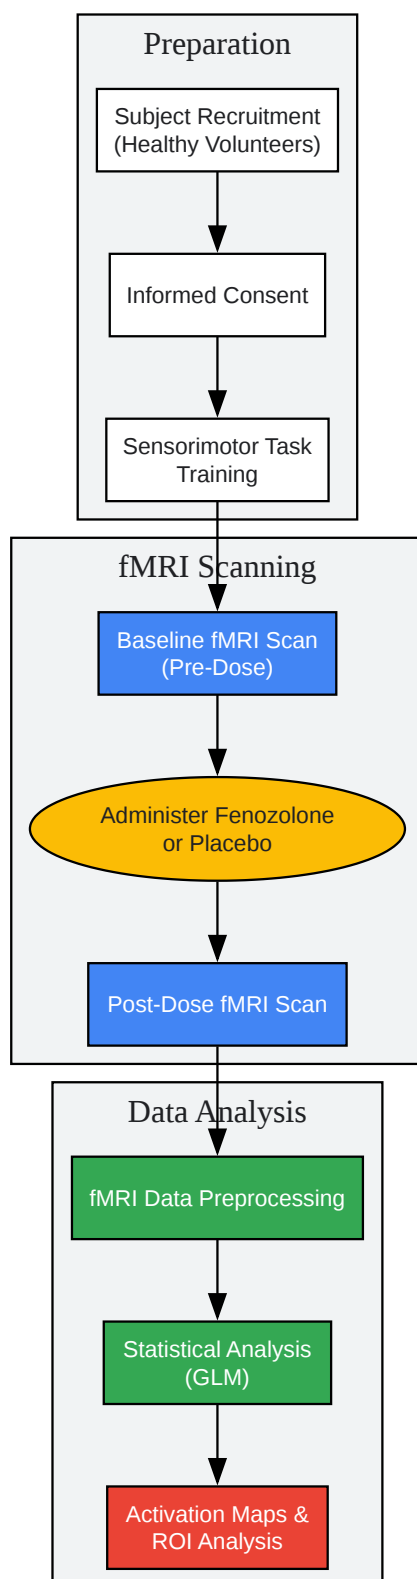 Preparation
Subject Recruitment
(Healthy Volunteers)
Informed Consent
Sensorimotor Task
Training
fMRI Scanning
Baseline fMRI Scan
(Pre-Dose)
Administer Fenozolone
or Placebo
Post-Dose fMRI Scan
Data Analysis
fMRI Data Preprocessing
Statistical Analysis
(GLM)
Activation Maps &
ROI Analysis